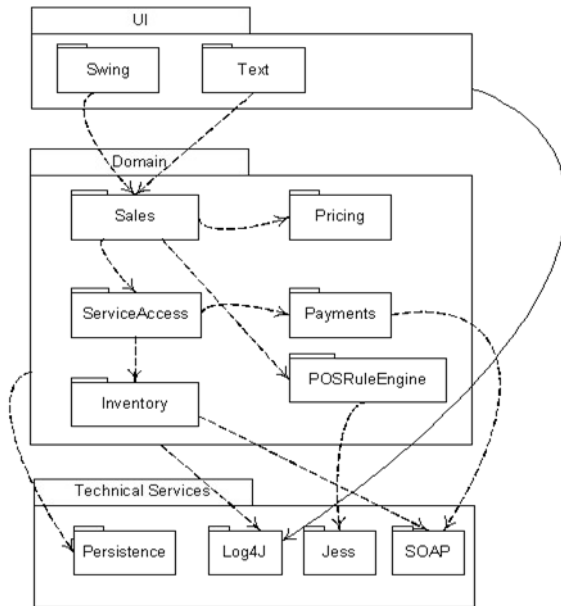 UI
Swing
Text
Domain
Sales
Pricing
ServiceAccess
Payments
POSRuleEngine
Inventory
Technical Services
Persistence
Log4J
Jess
SOAP